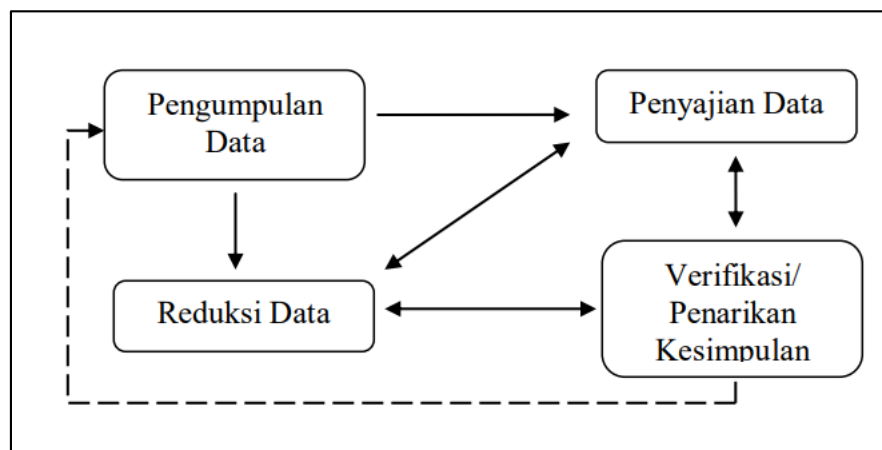 Pengumpulan
Data
Penyajian Data
Reduksi Data
Verifikasi/
Penarikan
Kesimpulan